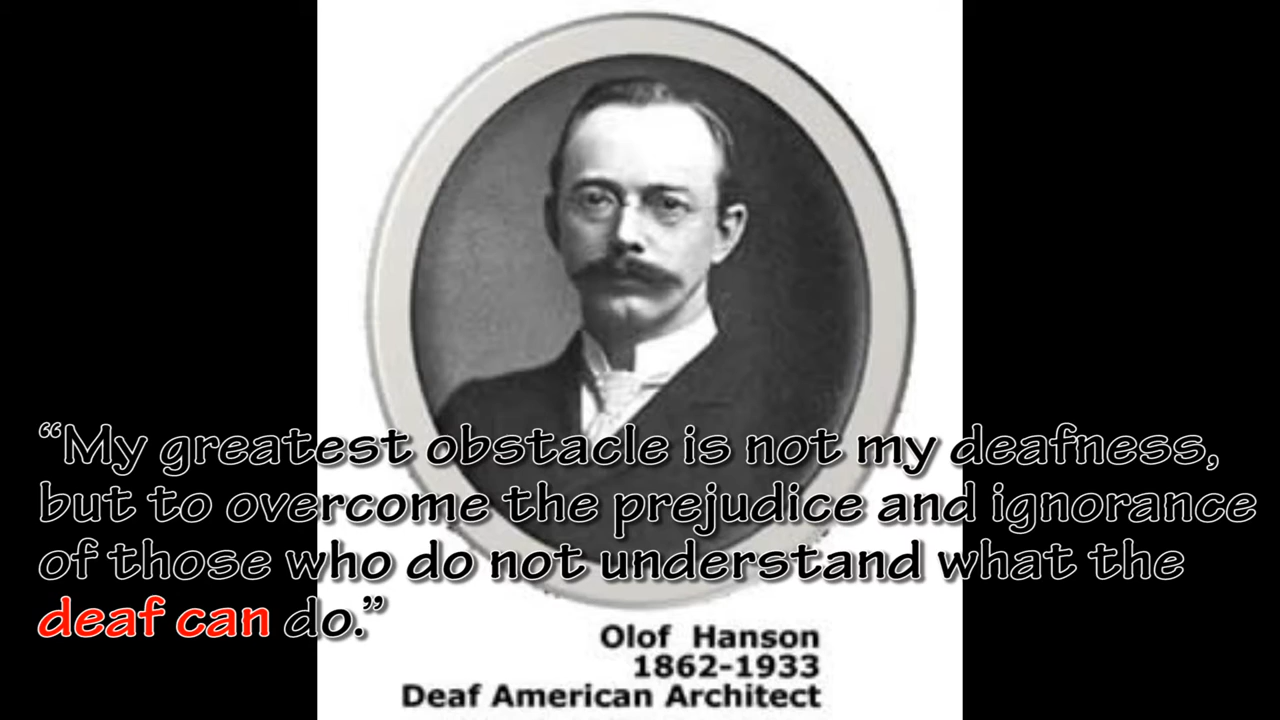 “My greatest obstacle is not my deafness,
but to overcome the prejudice and ignorance
of those who do not understand what the
deaf can do.”
Olof Hanson
1862-1933
Deaf American Architect